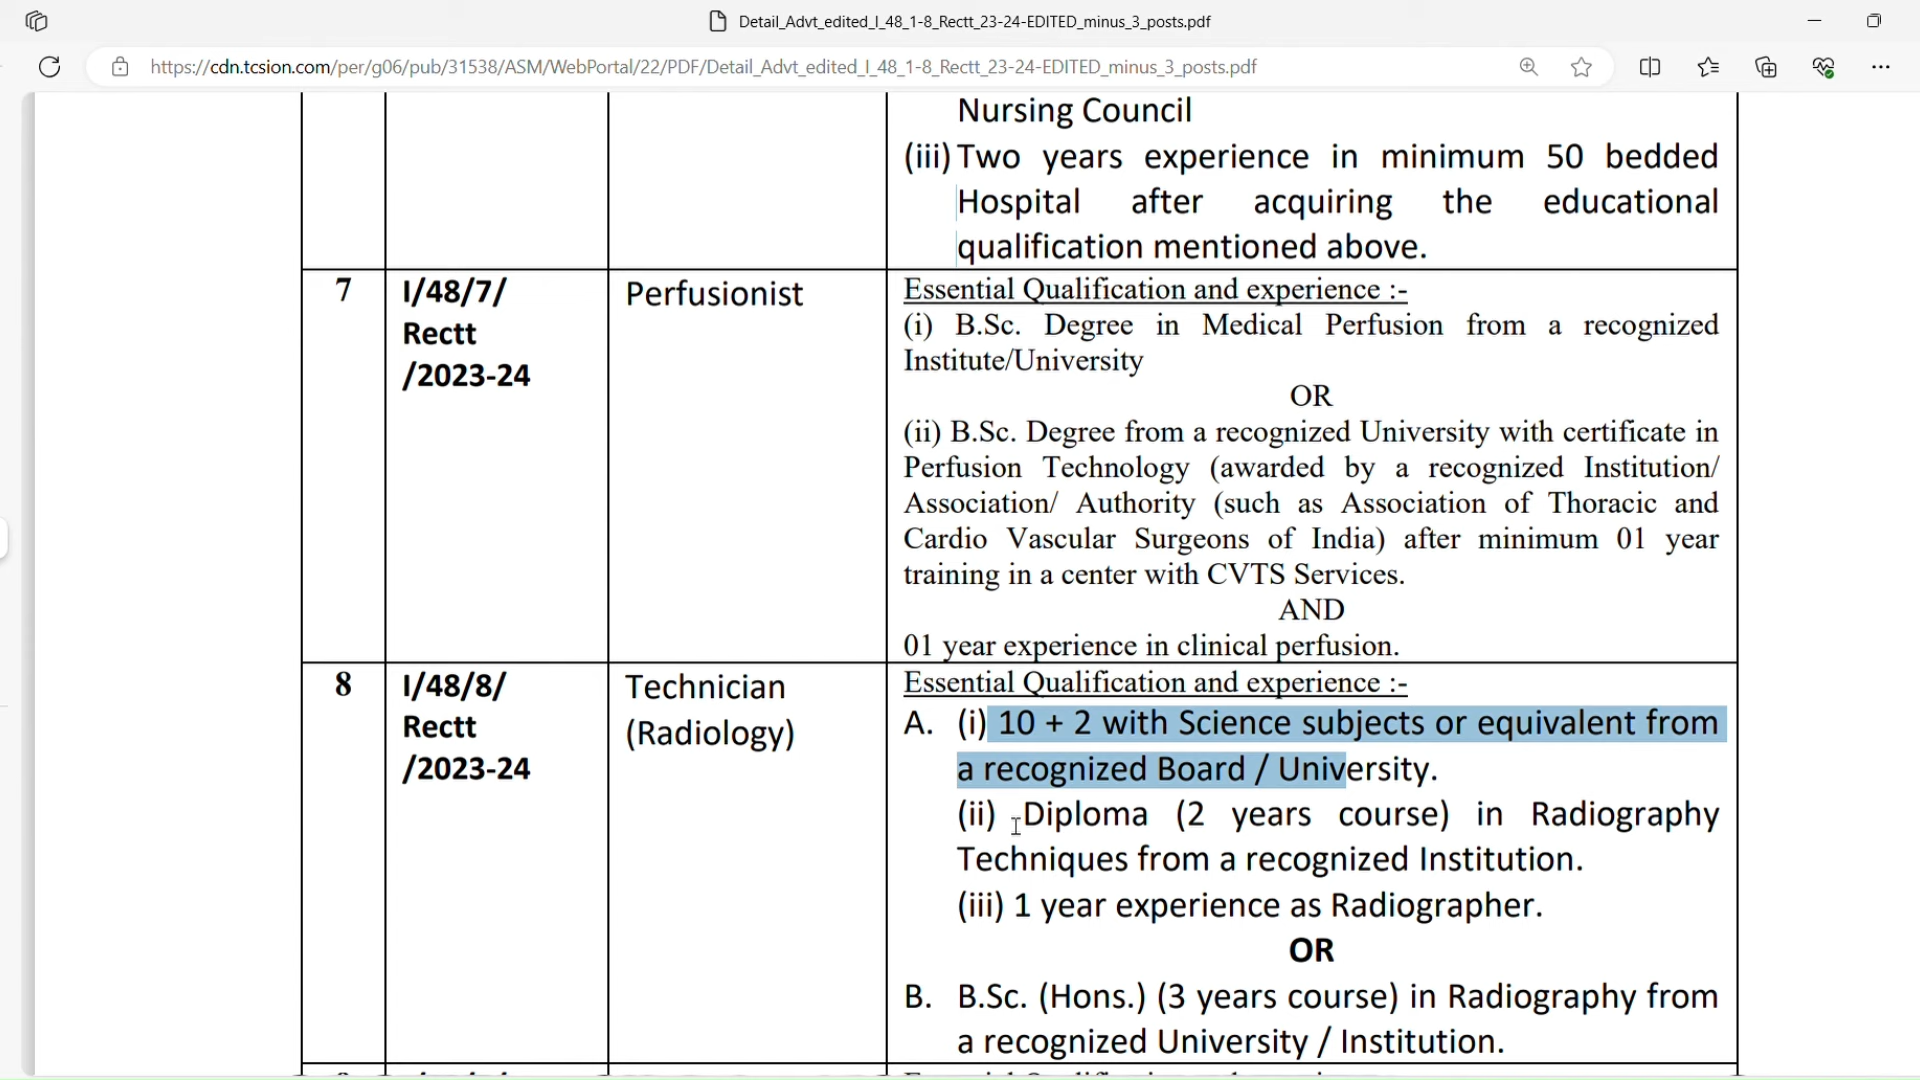 Detail_Advt_edited_I_48_1-8_Rectt_23-24-EDITED_minus_3_posts.pdf
https://cdn.tcsion.com/per/g06/pub/31538/ASM/WebPortal/22/PDF/Detail_Advt_edited_I_48_1-8_Rectt_23-24-EDITED_minus_3_posts.pdf
Nursing Council
(iii) Two years experience in minimum 50 bedded
Hospital after acquiring the educational
qualification mentioned above.
7
I/48/7/
Rectt
/2023-24
Perfusionist
Essential Qualification and experience :-
(i) B.Sc. Degree in Medical Perfusion from a recognized
Institute/University
OR
(ii) B.Sc. Degree from a recognized University with certificate in
Perfusion Technology (awarded by a recognized Institution/
Association/ Authority (such as Association of Thoracic and
Cardio Vascular Surgeons of India) after minimum 01 year
training in a center with CVTS Services.
AND
01 year experience in clinical perfusion.
8
I/48/8/
Rectt
/2023-24
Technician
(Radiology)
Essential Qualification and experience :-
A. (i) 10 + 2 with Science subjects or equivalent from
a recognized Board / University.
(ii) Diploma (2 years course) in Radiography
Techniques from a recognized Institution.
(iii) 1 year experience as Radiographer.
OR
B. B.Sc. (Hons.) (3 years course) in Radiography from
a recognized University / Institution.